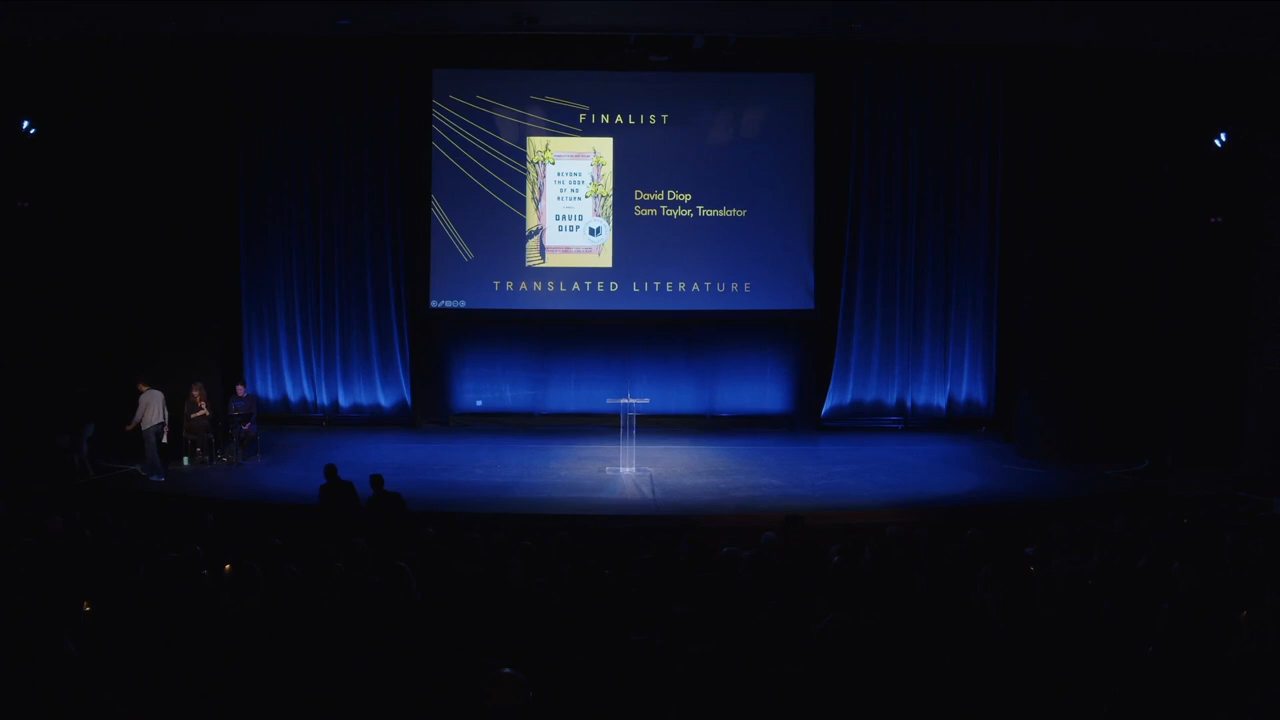 FINALIST
BEYOND
THE DOOR
OF NO
RETURN
DAVID
DIOP
David Diop
Sam Taylor, Translator
TRANSLATED LITERATURE